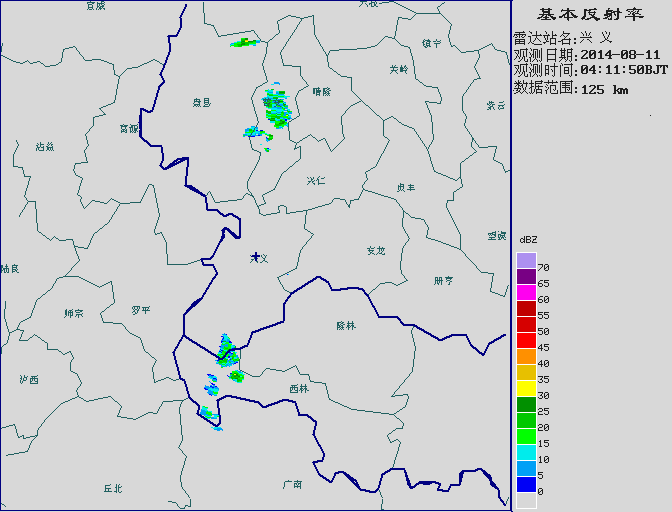 基本反射率
雷达站名:兴 义
观测日期:2014-08-11
观测时间:04:11:50BJT
数据范围:125 km
宣威
兴仪
镇宁
关岭
盘县
晴隆
紫云
富源
沾益
兴仁
贞丰
望谟
兴义
安龙
陆良
册亨
师宗
罗平
隆林
泸西
西林
丘北
广南
dBZ
70
65
60
55
50
45
40
35
30
25
20
15
10
5
0